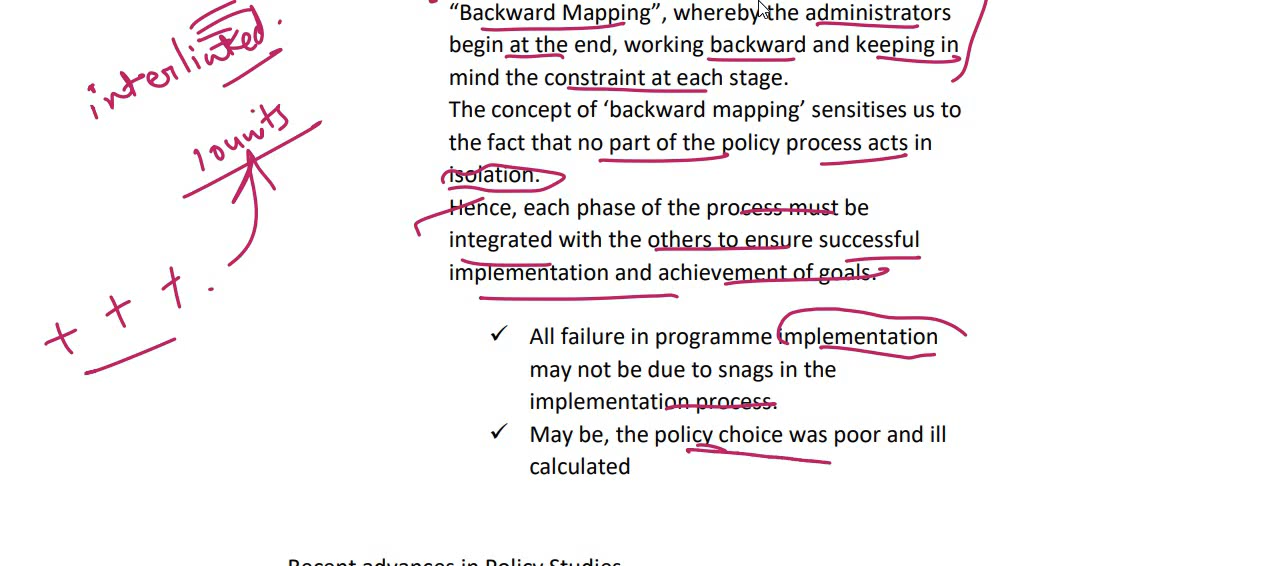 "Backward Mapping", whereby the administrators
begin at the end, working backward and keeping in
mind the constraint at each stage.
The concept of 'backward mapping' sensitises us to
the fact that no part of the policy process acts in
isolation.
Hence, each phase of the process must be
integrated with the others to ensure successful
implementation and achievement of goals.
✓ All failure in programme implementation
may not be due to snags in the
implementation process.
✓ May be, the policy choice was poor and ill
calculated
Recent advances in Policy Studies
interlinked.
10 units
+ + +.